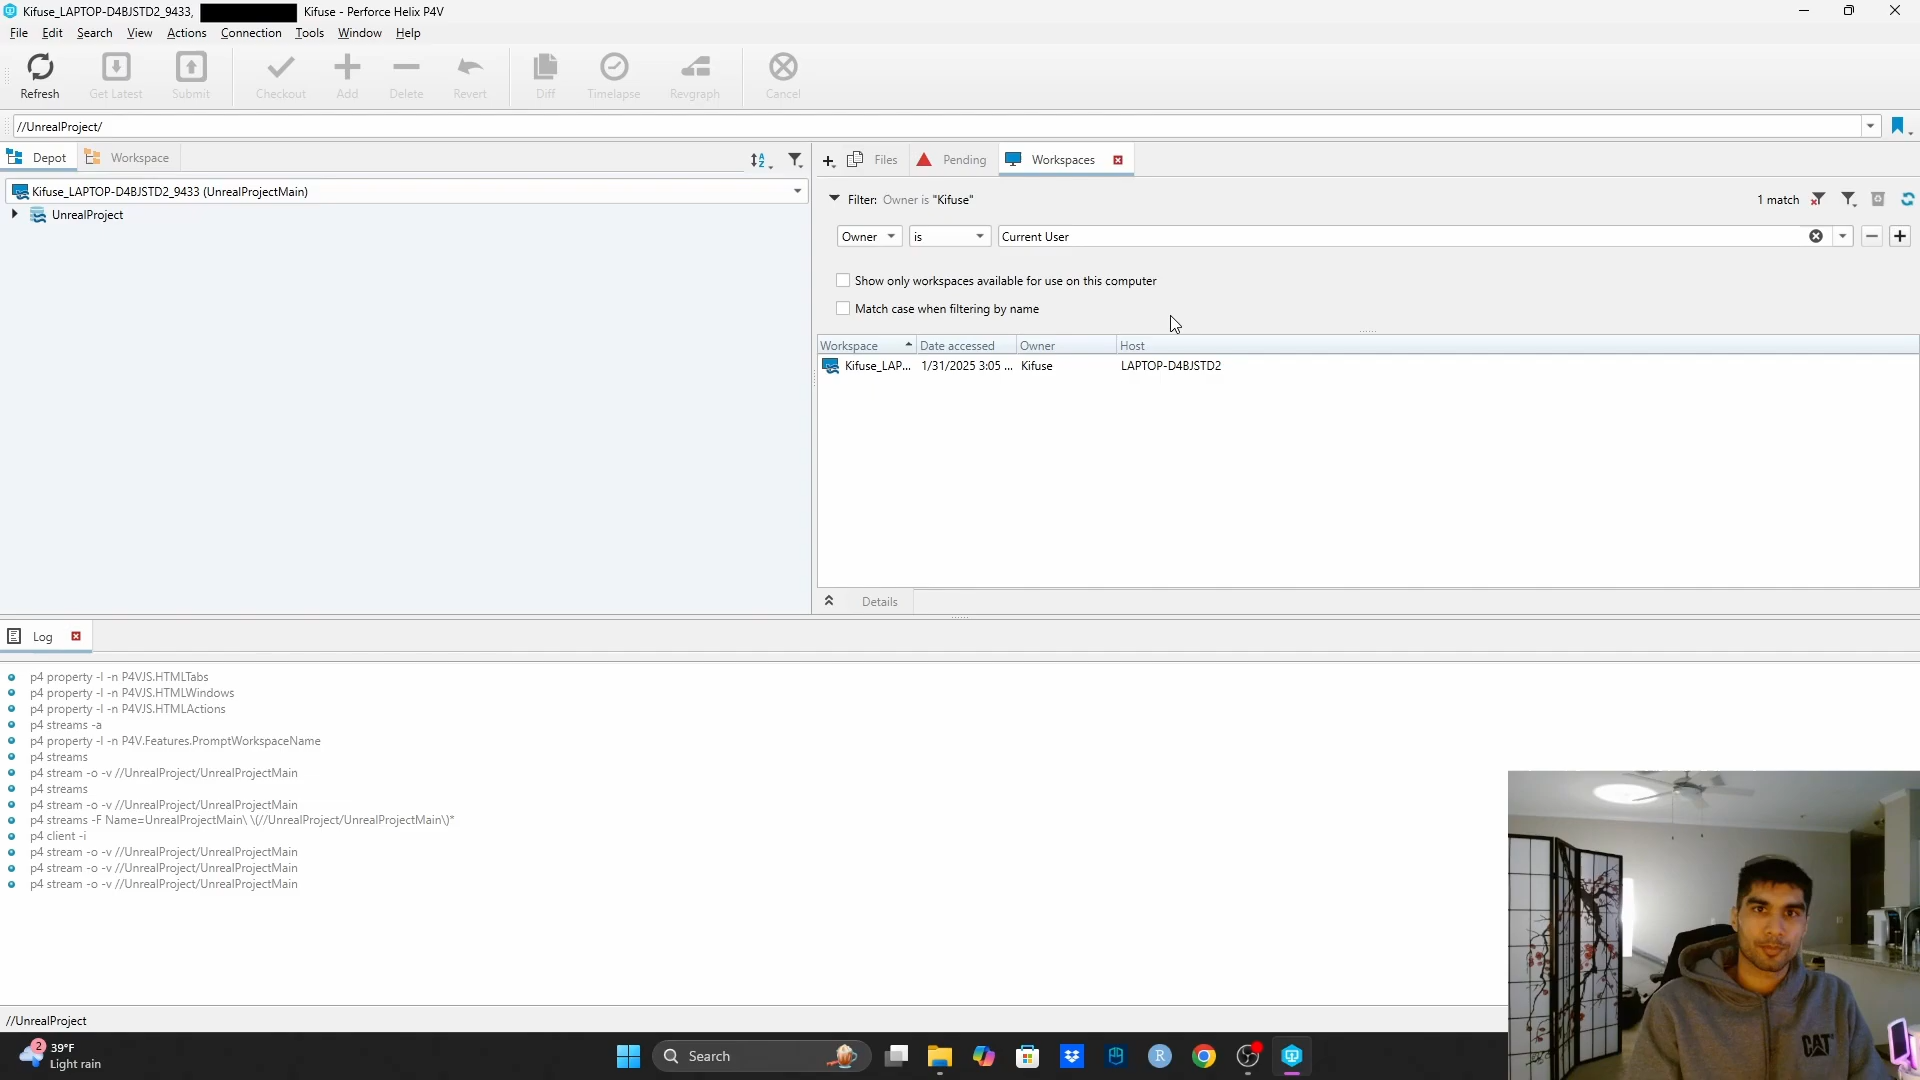 Kifuse_LAPTOP-D4BJSTD2_9433, Kifuse - Perforce Helix P4V
File Edit Search View Actions Connection Tools Window Help
Refresh Get Latest Submit Checkout Add Delete Revert Diff Timelapse Revgraph Cancel
//UnrealProject/
Depot Workspace
Files Pending Workspaces
Kifuse_LAPTOP-D4BJSTD2_9433 (UnrealProjectMain)
UnrealProject
Filter: Owner is "Kifuse" 1 match
Owner is Current User
Show only workspaces available for use on this computer
Match case when filtering by name
Workspace Date accessed Owner Host
Kifuse_LAP... 1/31/2025 3:05 ... Kifuse LAPTOP-D4BJSTD2
Details
Log
p4 property -l -n P4VJS.HTMLTabs
p4 property -l -n P4VJS.HTMLWindows
p4 property -l -n P4VJS.HTMLActions
p4 streams -a
p4 property -l -n P4V.Features.PromptWorkspaceName
p4 streams
p4 stream -o -v //UnrealProject/UnrealProjectMain
p4 streams
p4 stream -o -v //UnrealProject/UnrealProjectMain
p4 streams -F Name=UnrealProjectMain\ \(//UnrealProject/UnrealProjectMain\)*
p4 client -i
p4 stream -o -v //UnrealProject/UnrealProjectMain
p4 stream -o -v //UnrealProject/UnrealProjectMain
p4 stream -o -v //UnrealProject/UnrealProjectMain
//UnrealProject
2
39°F
Light rain
Search
R
CAT